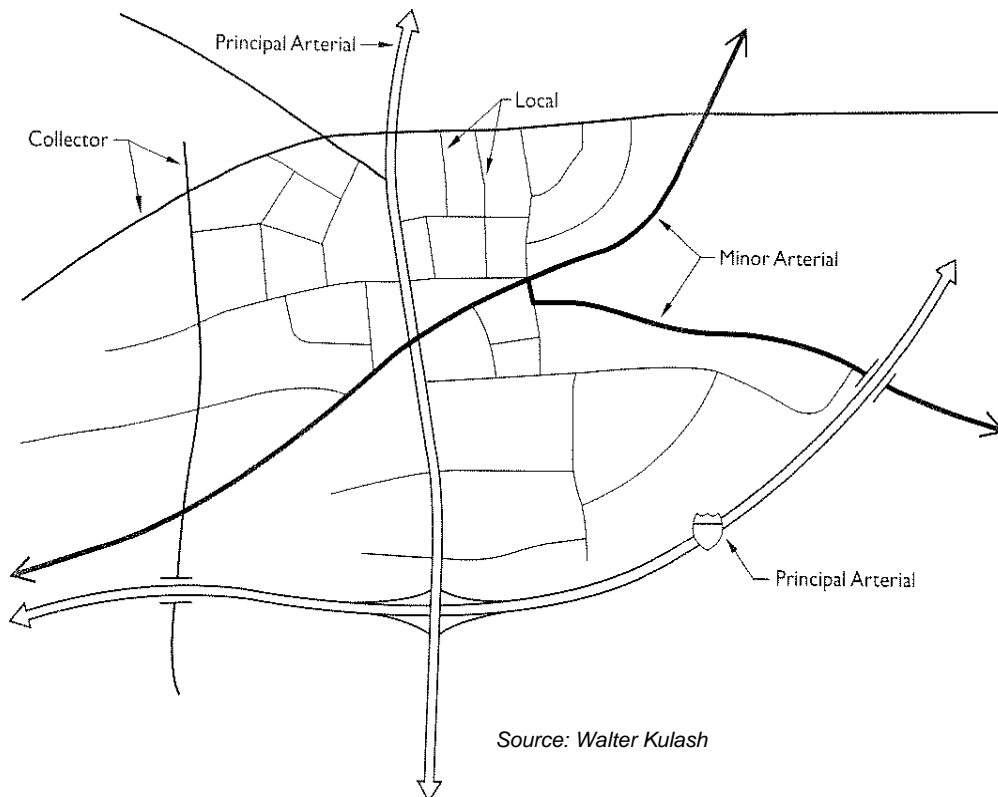 Principal Arterial
Local
Collector
Minor Arterial
Principal Arterial
Source: Walter Kulash